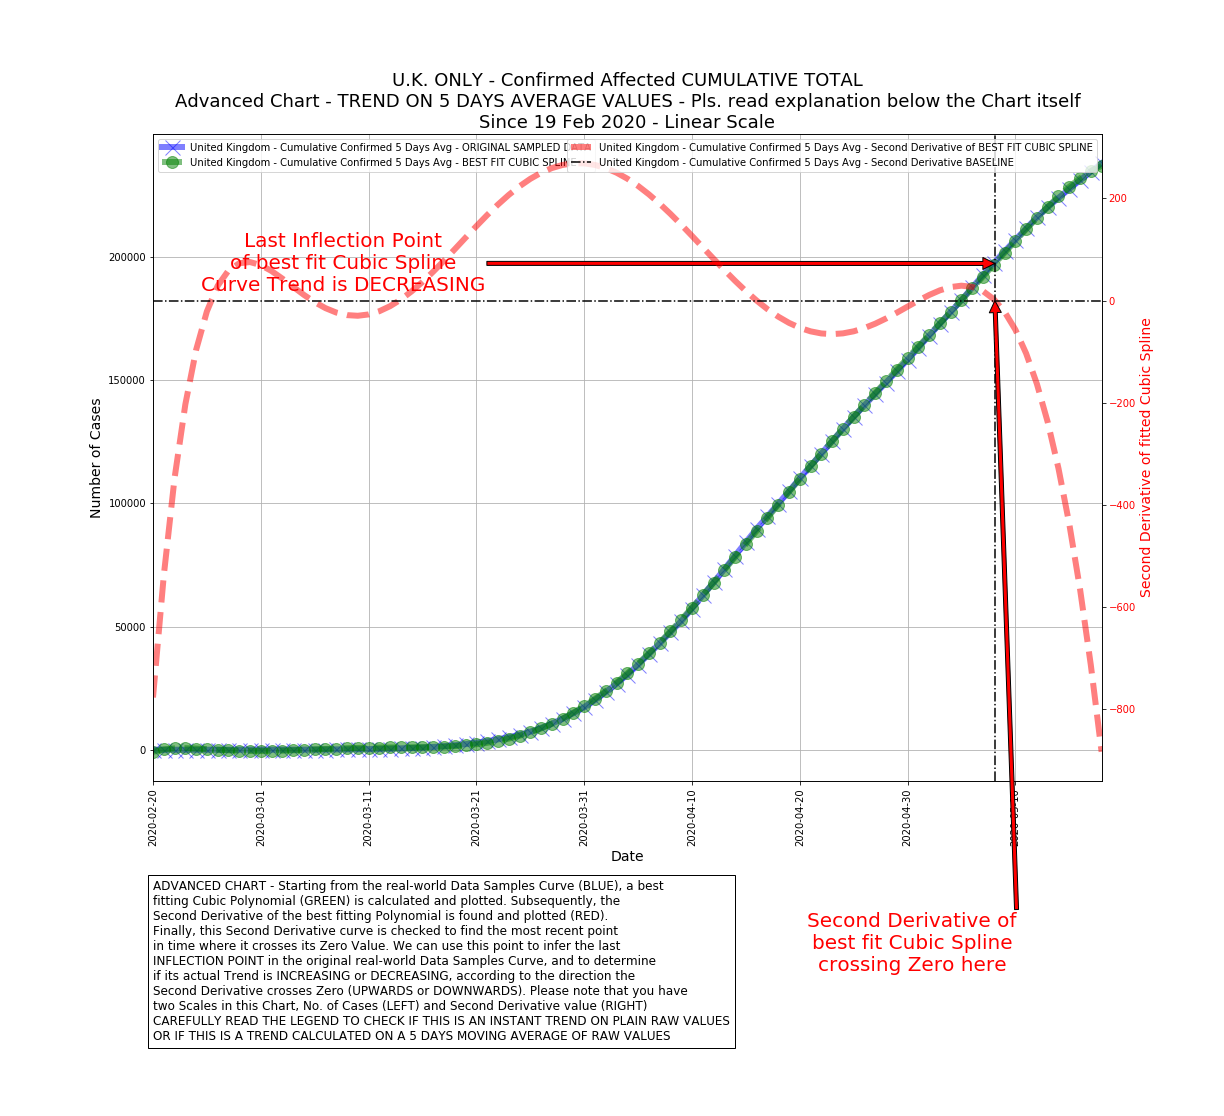 U.K. ONLY - Confirmed Affected CUMULATIVE TOTAL
Advanced Chart - TREND ON 5 DAYS AVERAGE VALUES - Pls. read explanation below the Chart itself
Since 19 Feb 2020 - Linear Scale
United Kingdom - Cumulative Confirmed 5 Days Avg - ORIGINAL SAMPLED
United Kingdom - Cumulative Confirmed 5 Days Avg - BEST FIT CUBIC SPLINE
United Kingdom - Cumulative Confirmed 5 Days Avg - Second Derivative of BEST FIT CUBIC SPLINE
United Kingdom - Cumulative Confirmed 5 Days Avg - Second Derivative BASELINE
Last Inflection Point
of best fit Cubic Spline
Curve Trend is DECREASING
Number of Cases
200000
150000
100000
50000
0
200
0
−200
−400
−600
−800
Second Derivative of fitted Cubic Spline
2020-02-20
2020-03-01
2020-03-11
2020-03-21
2020-03-31
2020-04-10
2020-04-20
2020-04-30
2020-05-10
Date
ADVANCED CHART - Starting from the real-world Data Samples Curve (BLUE), a best
fitting Cubic Polynomial (GREEN) is calculated and plotted. Subsequently, the
Second Derivative of the best fitting Polynomial is found and plotted (RED).
Finally, this Second Derivative curve is checked to find the most recent point
in time where it crosses its Zero Value. We can use this point to infer the last
INFLECTION POINT in the original real-world Data Samples Curve, and to determine
if its actual Trend is INCREASING or DECREASING, according to the direction the
Second Derivative crosses Zero (UPWARDS or DOWNWARDS). Please note that you have
two Scales in this Chart, No. of Cases (LEFT) and Second Derivative value (RIGHT)
CAREFULLY READ THE LEGEND TO CHECK IF THIS IS AN INSTANT TREND ON PLAIN RAW VALUES
OR IF THIS IS A TREND CALCULATED ON A 5 DAYS MOVING AVERAGE OF RAW VALUES
Second Derivative of
best fit Cubic Spline
crossing Zero here